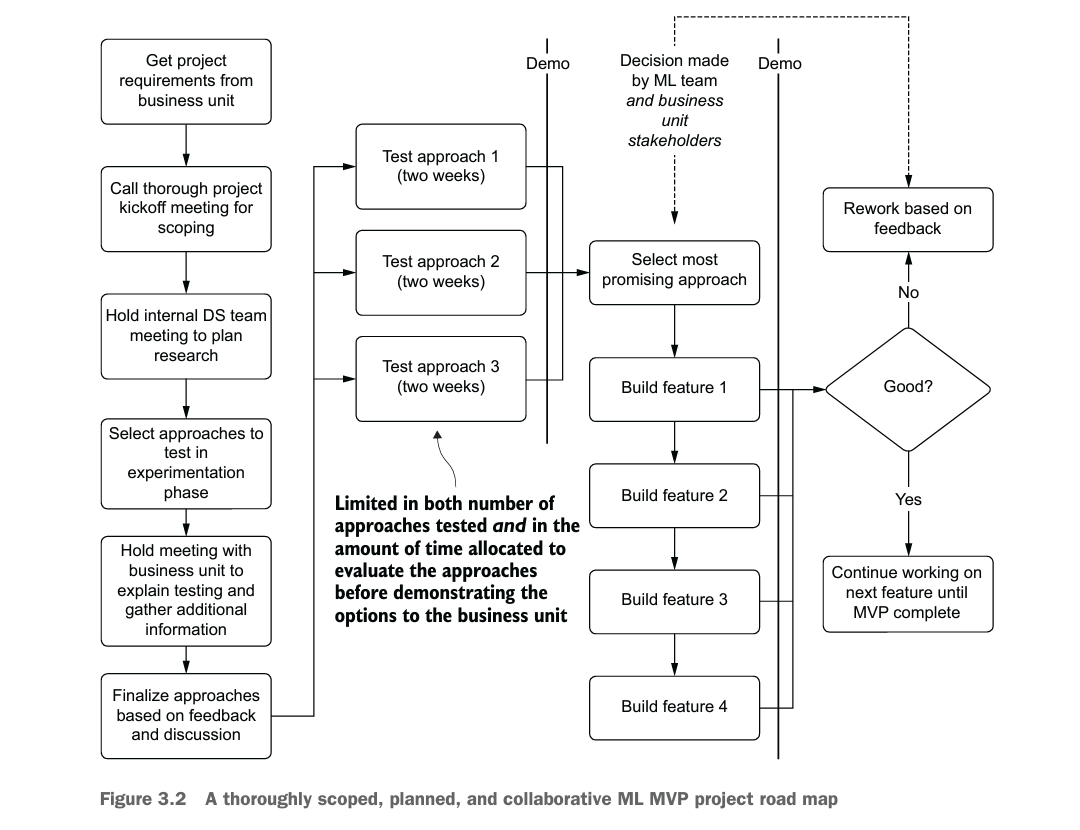 Get project
requirements from
business unit
Call thorough project
kickoff meeting for
scoping
Hold internal DS team
meeting to plan
research
Select approaches to
test in
experimentation
phase
Hold meeting with
business unit to
explain testing and
gather additional
information
Finalize approaches
based on feedback
and discussion
Test approach 1
(two weeks)
Test approach 2
(two weeks)
Test approach 3
(two weeks)
Limited in both number of
approaches tested and in the
amount of time allocated to
evaluate the approaches
before demonstrating the
options to the business unit
Demo
Decision made
by ML team
and business
unit
stakeholders
Select most
promising approach
Build feature 1
Build feature 2
Build feature 3
Build feature 4
Demo
Rework based on
feedback
No
Good?
Yes
Continue working on
next feature until
MVP complete
Figure 3.2 A thoroughly scoped, planned, and collaborative ML MVP project road map